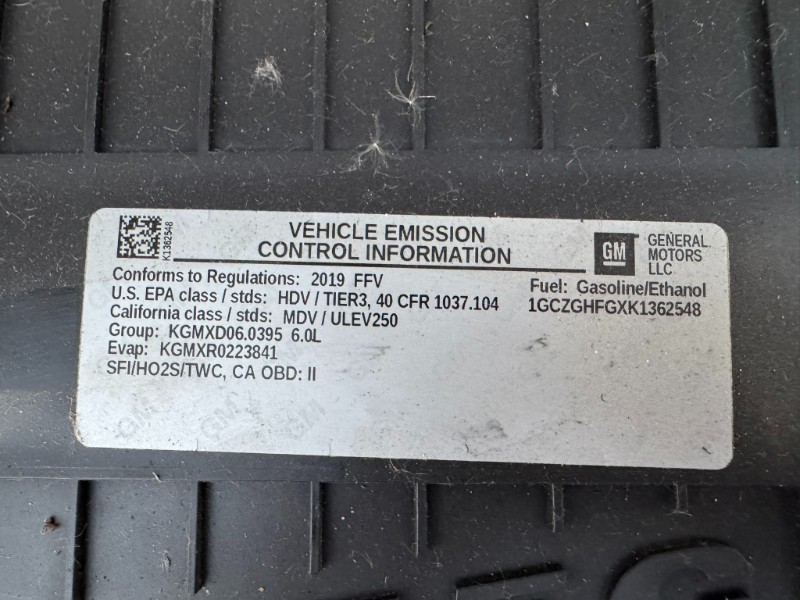 VEHICLE EMISSION
CONTROL INFORMATION
GM
GENERAL
MOTORS
LLC
K1362548
Conforms to Regulations: 2019 FFV
Fuel: Gasoline/Ethanol
U.S. EPA class / stds: HDV / TIER3, 40 CFR 1037.104
1GCZGHFGXK1362548
California class / stds: MDV / ULEV250
Group: KGMXD06.0395 6.0L
Evap: KGMXR0223841
SFI/HO2S/TWC, CA OBD: II